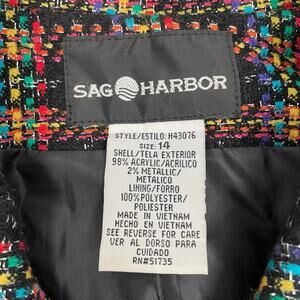 SAG HARBOR
STYLE/ESTILO: H43076
SIZE: 14
SHELL/TELA EXTERIOR
98% ACRYLIC/ACRILICO
2% METALLIC/
METALICO
LINING/FORRO
100% POLYESTER/
POLIESTER
MADE IN VIETNAM
HECHO EN VIETNAM
SEE REVERSE FOR CARE
VER AL DORSO PARA
CUIDADO
RN#51735